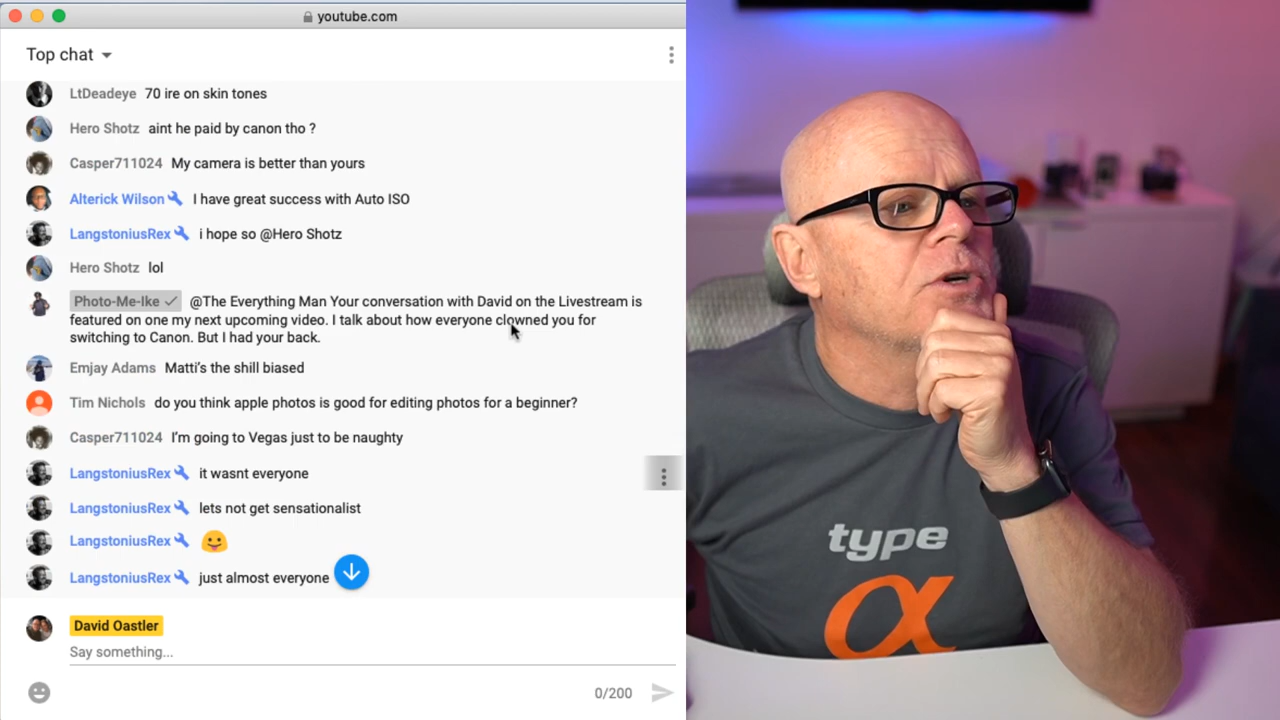 youtube.com
Top chat
LtDeadeye 70 ire on skin tones
Hero Shotz aint he paid by canon tho ?
Casper711024 My camera is better than yours
Alterick Wilson I have great success with Auto ISO
LangstoniusRex i hope so @Hero Shotz
Hero Shotz lol
Photo-Me-Ike @The Everything Man Your conversation with David on the Livestream is
featured on one my next upcoming video. I talk about how everyone clowned you for
switching to Canon. But I had your back.
Emjay Adams Matti's the shill biased
Tim Nichols do you think apple photos is good for editing photos for a beginner?
Casper711024 I'm going to Vegas just to be naughty
LangstoniusRex it wasnt everyone
LangstoniusRex lets not get sensationalist
LangstoniusRex
LangstoniusRex just almost everyone
David Oastler
Say something...
0/200
type
α